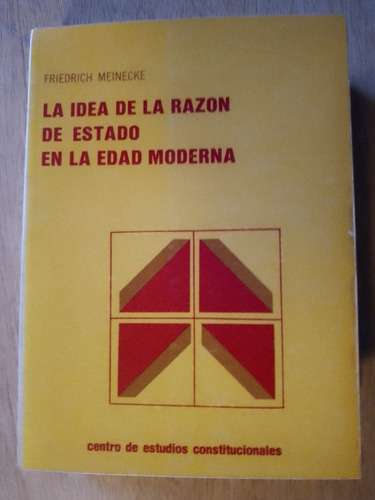 FRIEDRICH MEINECKE
LA IDEA DE LA RAZON
DE ESTADO
EN LA EDAD MODERNA
centro de estudios constitucionales